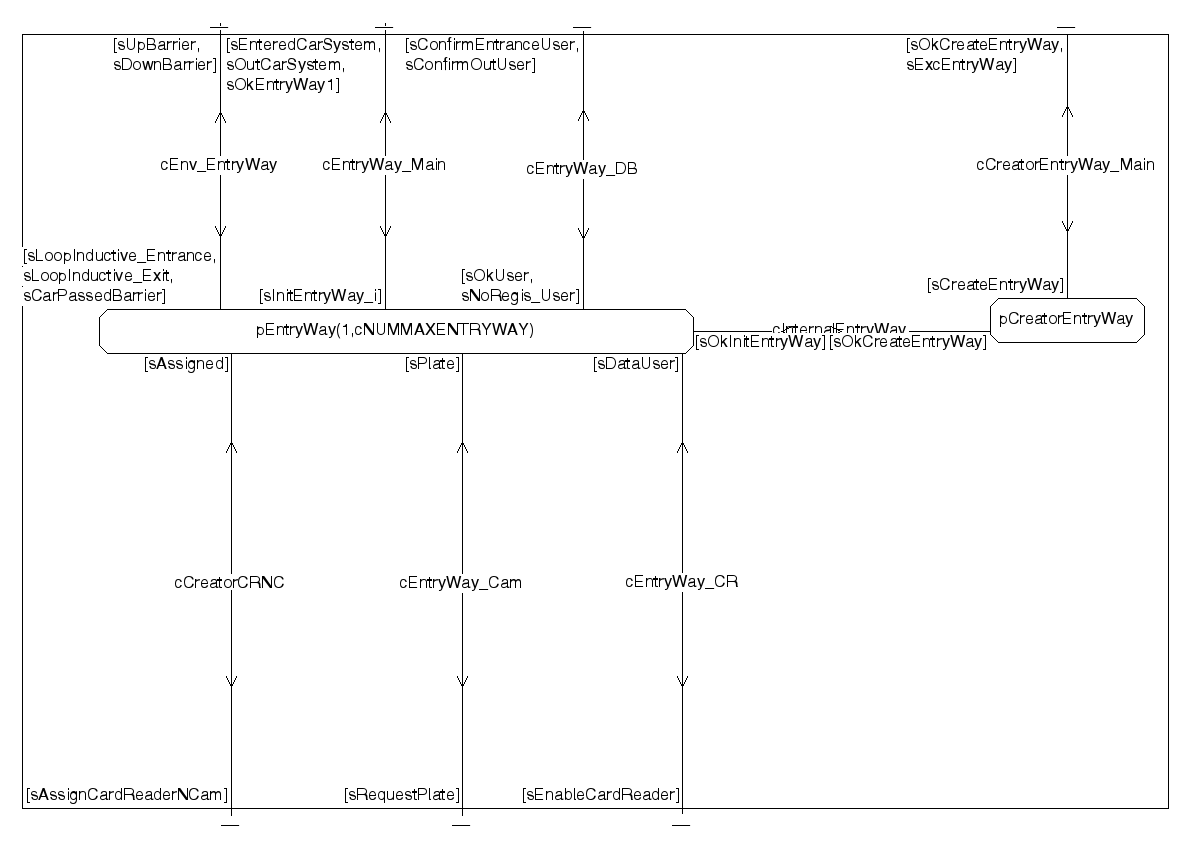 [sUpBarrier,
sDownBarrier]
[sEnteredCarSystem,
sOutCarSystem,
sOkEntryWay1]
[sConfirmEntranceUser,
sConfirmOutUser]
[sOkCreateEntryWay,
sExcEntryWay]
cEnv_EntryWay
cEntryWay_Main
cEntryWay_DB
cCreatorEntryWay_Main
[sLoopInductive_Entrance,
sLoopInductive_Exit,
sCarPassedBarrier]
[sInitEntryWay_i]
[sOkUser,
sNoRegis_User]
[sCreateEntryWay]
pEntryWay(1,cNUMMAXENTRYWAY)
cInternalEntryWay
pCreatorEntryWay
[sOkInitEntryWay]
[sOkCreateEntryWay]
[sAssigned]
[sPlate]
[sDataUser]
cCreatorCRNC
cEntryWay_Cam
cEntryWay_CR
[sAssignCardReaderNCam]
[sRequestPlate]
[sEnableCardReader]